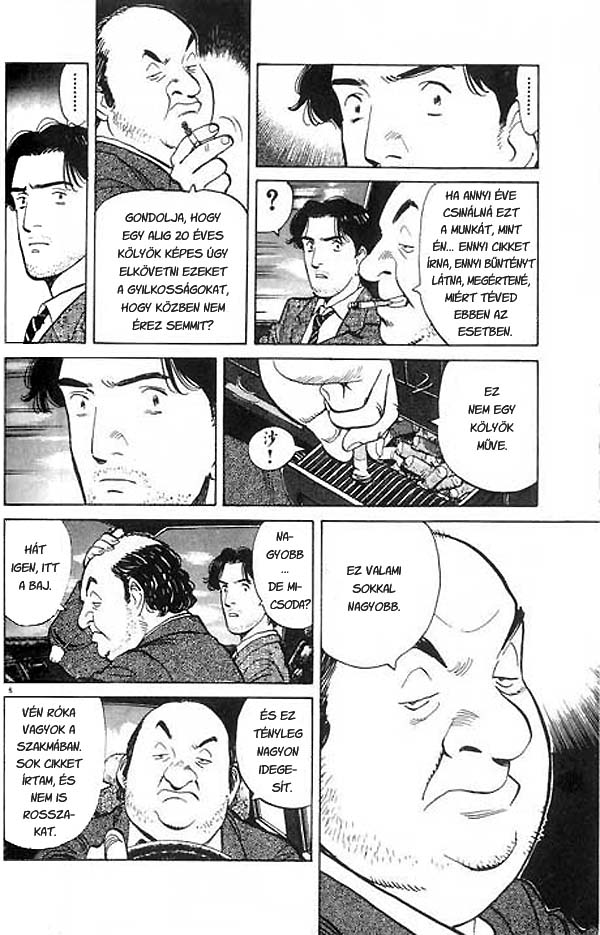 ………
HA ANNYI ÉVE
CSINÁLNÁ EZT
A MUNKÁT, MINT
ÉN... ENNYI CIKKET
ÍRNA, ENNYI BŰNTÉNYT
LÁTNA, MEGÉRTENÉ,
MIÉRT TÉVED
EBBEN AZ
ESETBEN.
?
GONDOLJA, HOGY
EGY ALIG 20 ÉVES
KÖLYÖK KÉPES ÚGY
ELKÖVETNI EZEKET
A GYILKOSSÁGOKAT,
HOGY KÖZBEN NEM
ÉREZ SEMMIT?
………
EZ
NEM EGY
KÖLYÖK
MŰVE.
沙!
EZ VALAMI
SOKKAL
NAGYOBB.
NA-
GYOBB
...
DE MI-
CSODA?
HÁT
IGEN, ITT
A BAJ.
5
ÉS EZ
TÉNYLEG
NAGYON
IDEGE-
SÍT.
VÉN RÓKA
VAGYOK A
SZAKMÁBAN.
SOK CIKKET
ÍRTAM, ÉS
NEM IS
ROSSZA-
KAT.